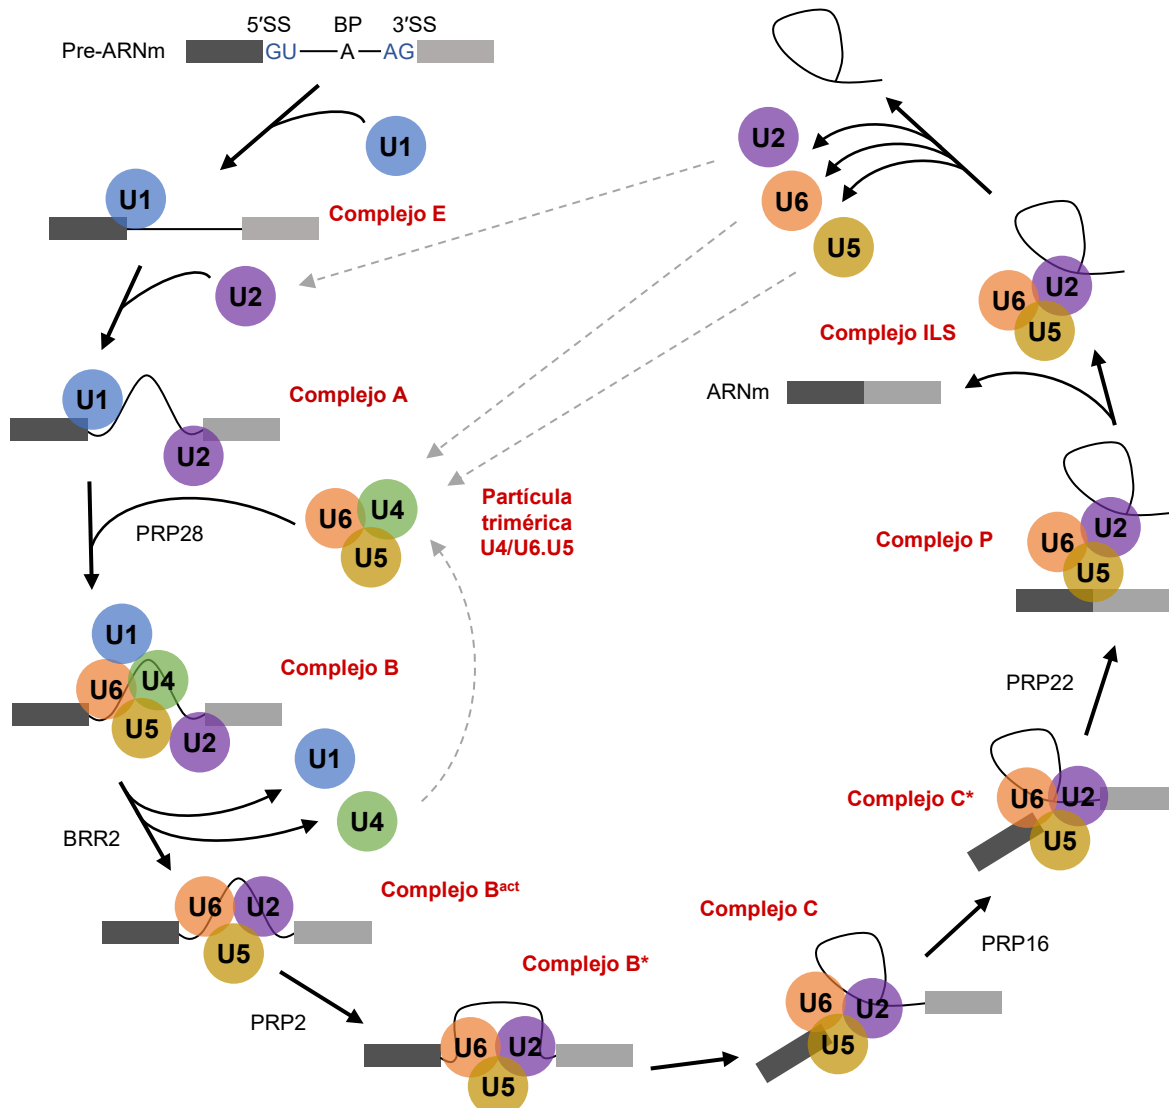 5'SS BP 3'SS
Pre-ARNm GU A AG
U1
U1
Complejo E
U2
U1
Complejo A
U2
PRP28
U6 U4
U5
Partícula
trimérica
U4/U6.U5
U1
Complejo B
U6 U4
U5 U2
U1
U4
BRR2
Complejo Bact
U6 U2
U5
PRP2
Complejo B*
U6 U2
U5
Complejo C
U6 U2
U5
PRP16
Complejo C*
U6 U2
U5
PRP22
Complejo P
U2
U6
U5
ARNm
Complejo ILS
U2
U6
U5
U2
U6
U5